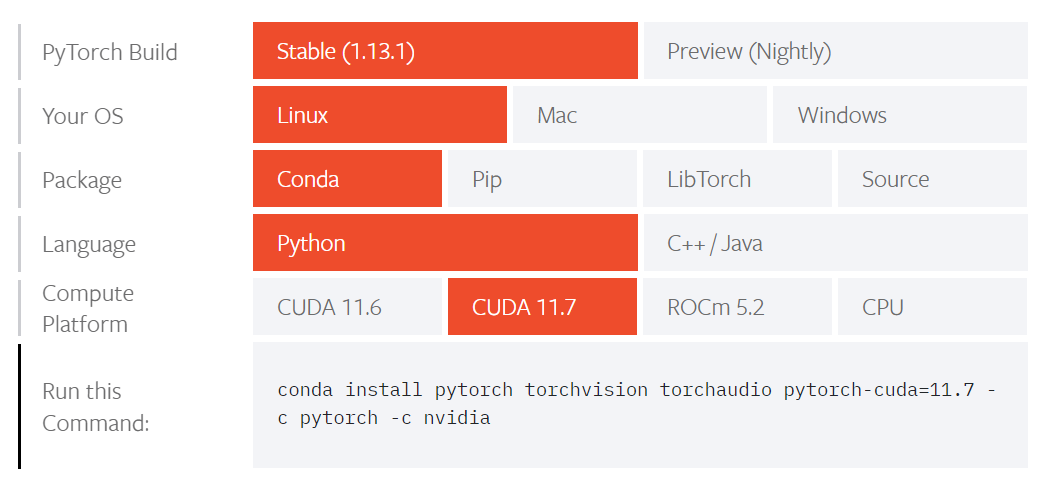 PyTorch Build
Stable (1.13.1)
Preview (Nightly)
Your OS
Linux
Mac
Windows
Package
Conda
Pip
LibTorch
Source
Language
Python
C++ / Java
Compute
Platform
CUDA 11.6
CUDA 11.7
ROCm 5.2
CPU
Run this
Command:
conda install pytorch torchvision torchaudio pytorch-cuda=11.7 -
c pytorch -c nvidia